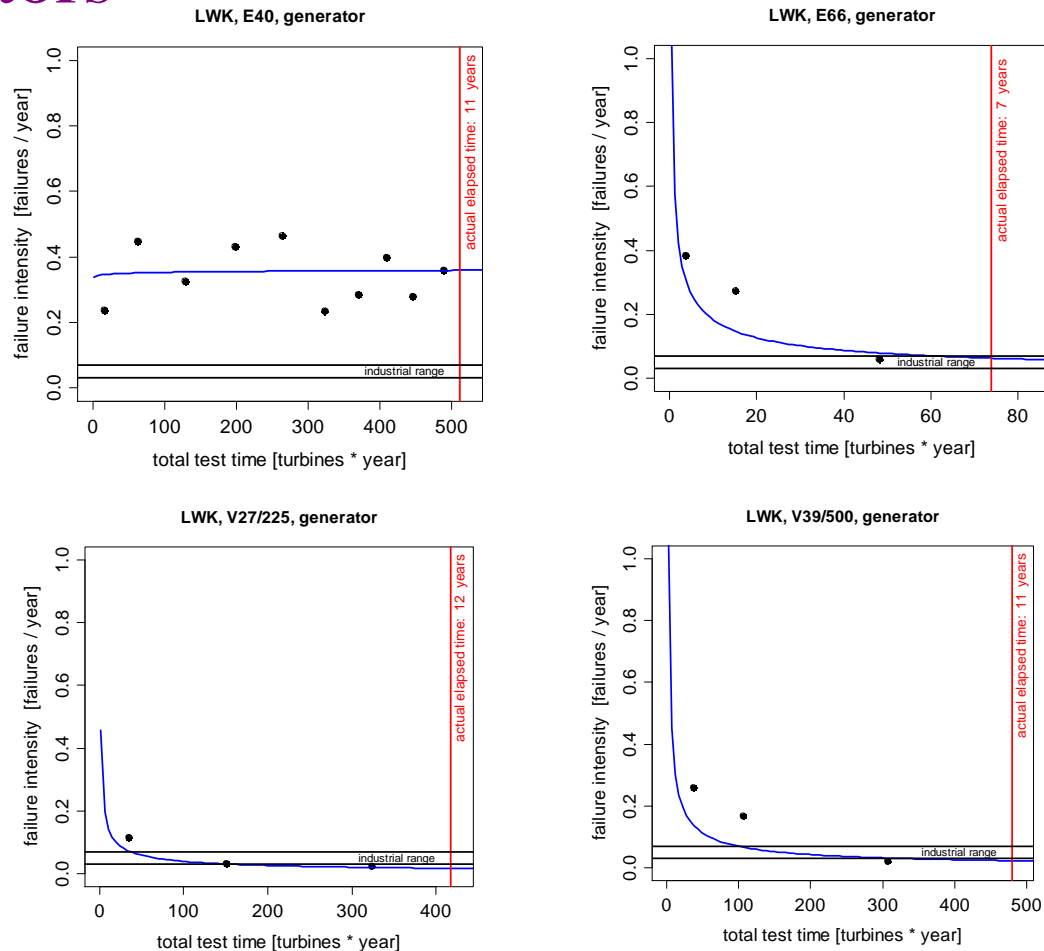 LWK, E40, generator
failure intensity [failures / year]
1.0
0.8
0.6
0.4
0.2
0.0
actual elapsed time: 11 years
industrial range
0 100 200 300 400 500
total test time [turbines * year]
LWK, E66, generator
failure intensity [failures / year]
1.0
0.8
0.6
0.4
0.2
0.0
actual elapsed time: 7 years
industrial range
0 20 40 60 80
total test time [turbines * year]
LWK, V27/225, generator
failure intensity [failures / year]
1.0
0.8
0.6
0.4
0.2
0.0
actual elapsed time: 12 years
industrial range
0 100 200 300 400
total test time [turbines * year]
LWK, V39/500, generator
failure intensity [failures / year]
1.0
0.8
0.6
0.4
0.2
0.0
actual elapsed time: 11 years
industrial range
0 100 200 300 400 500
total test time [turbines * year]